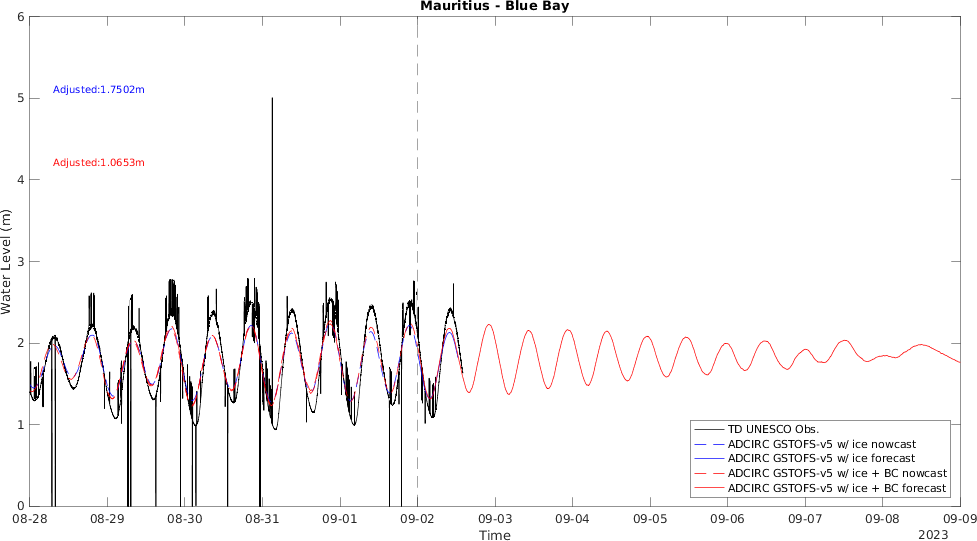 Mauritius - Blue Bay
6
5
4
3
2
1
0
Water Level (m)
Adjusted:1.7502m
Adjusted:1.0653m
TD UNESCO Obs.
ADCIRC GSTOFS-v5 w/ ice nowcast
ADCIRC GSTOFS-v5 w/ ice forecast
ADCIRC GSTOFS-v5 w/ ice + BC nowcast
ADCIRC GSTOFS-v5 w/ ice + BC forecast
08-28 08-29 08-30 08-31 09-01 09-02 09-03 09-04 09-05 09-06 09-07 09-08 09-09
Time
2023